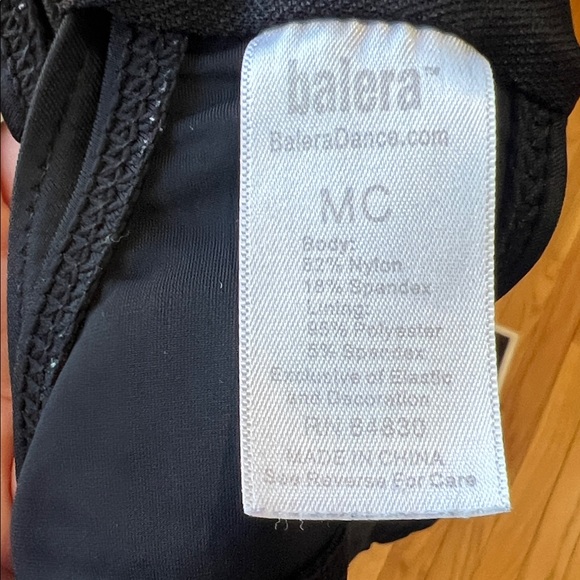 balera™
BaleraDance.com
MC
Body:
82% Nylon
18% Spandex
Lining:
95% Polyester
5% Spandex
Exclusive of Elastic
and Decoration
RN 64830
MADE IN CHINA
See Reverse For Care